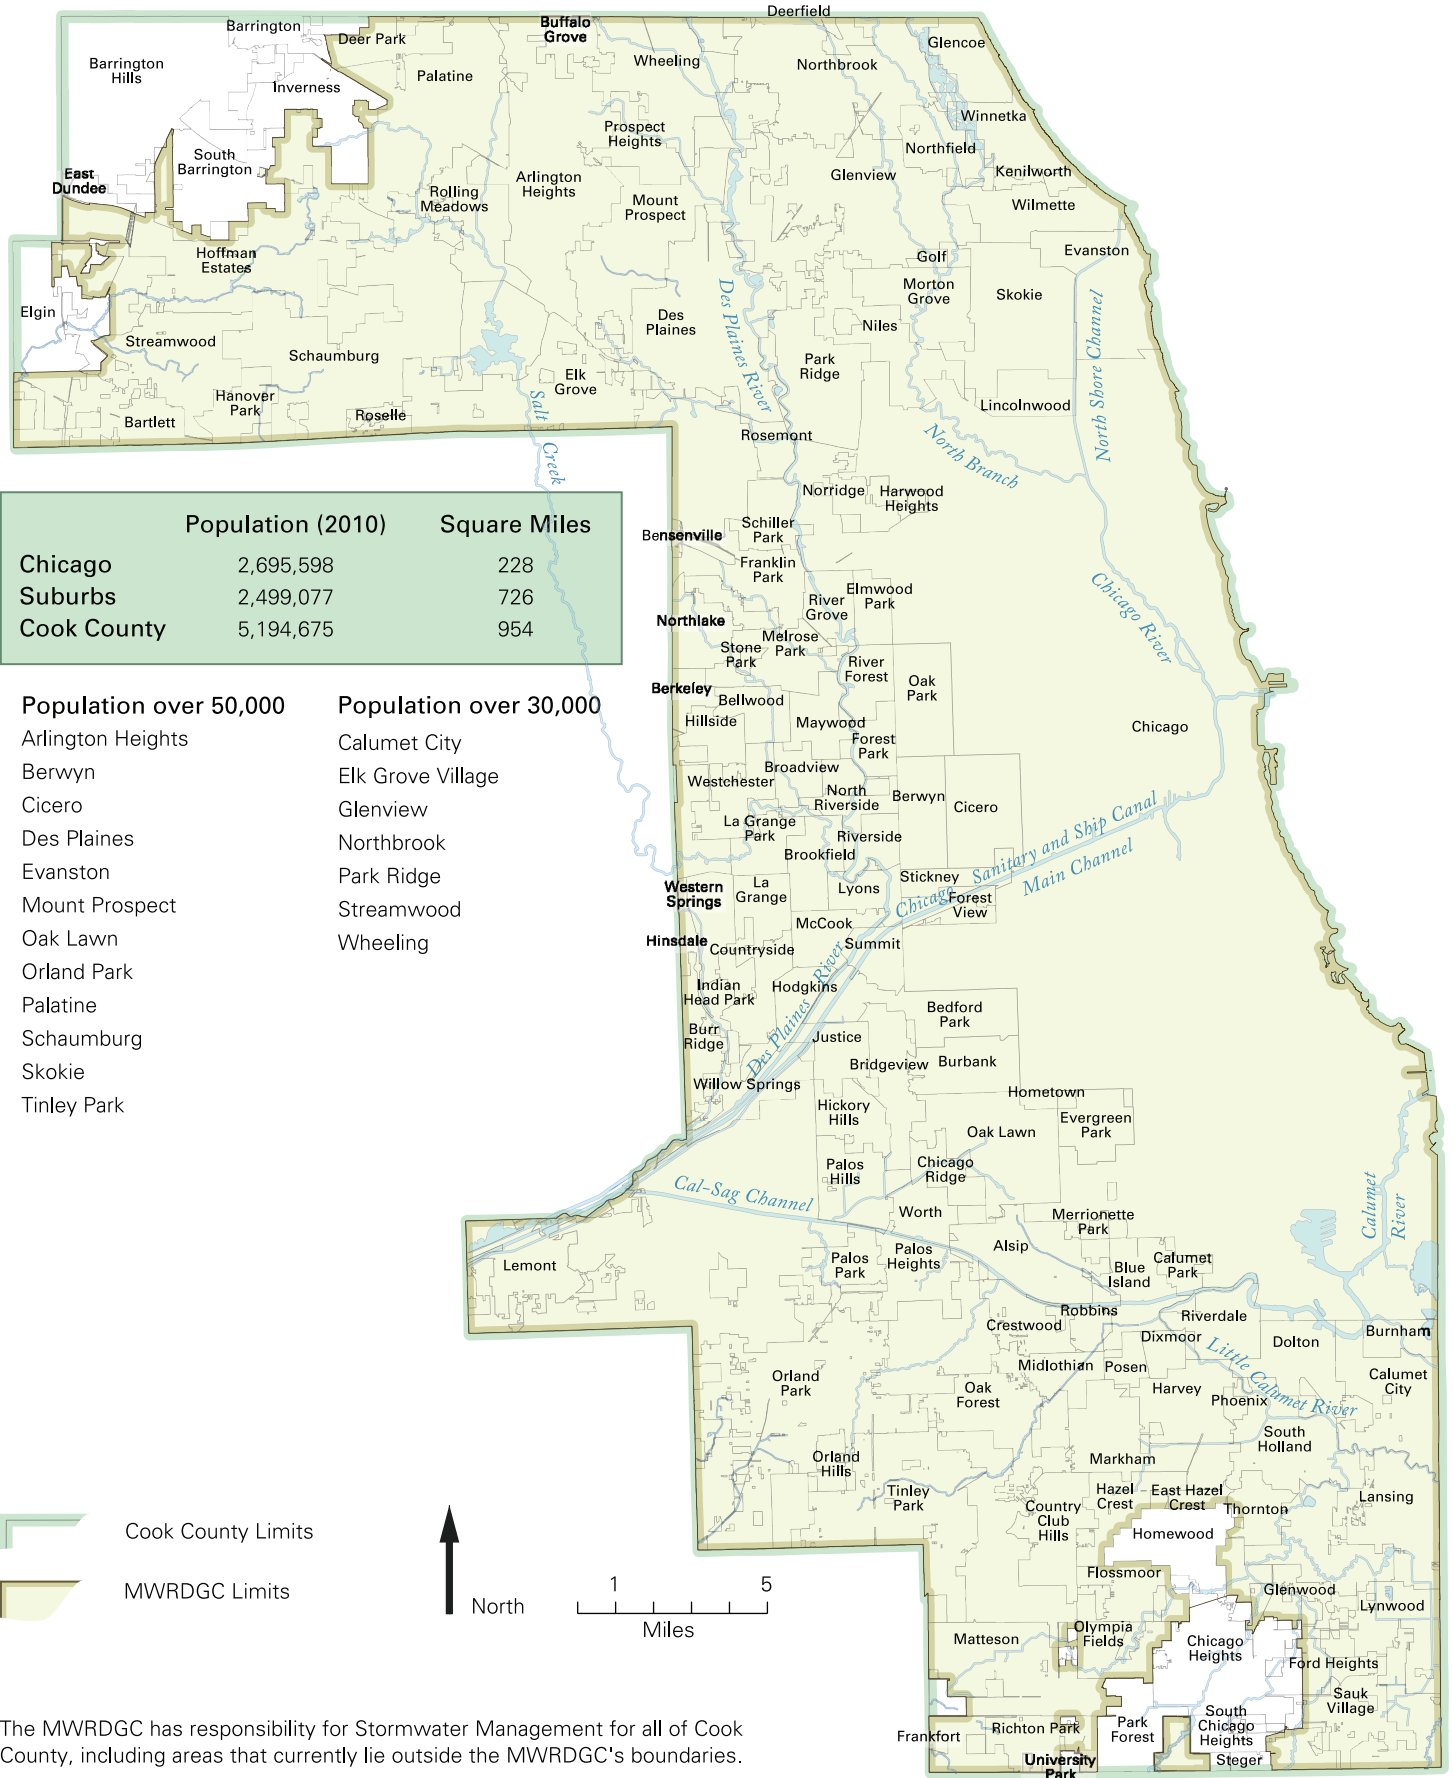 Deerfield
Barrington
Buffalo
Grove
Deer Park
Glencoe
Barrington
Hills
Wheeling
Northbrook
Palatine
Inverness
Winnetka
Prospect
Heights
Northfield
South
Barrington
East
Dundee
Arlington
Heights
Glenview
Kenilworth
Rolling
Meadows
Mount
Prospect
Wilmette
Hoffman
Estates
Golf
Evanston
Morton
Grove
Skokie
Elgin
Des
Plaines
Des Plaines River
North Shore Channel
Niles
Streamwood
Schaumburg
Park
Ridge
Elk
Grove
Hanover
Park
Salt
Creek
Lincolnwood
Bartlett
Roselle
Rosemont
North Branch
Norridge
Harwood
Heights
Population (2010) Square Miles
Chicago 2,695,598 228
Suburbs 2,499,077 726
Cook County 5,194,675 954
Bensenville
Schiller
Park
Franklin
Park
Elmwood
Park
River
Grove
Chicago River
Northlake
Melrose
Park
Stone
Park
River
Forest
Oak
Park
Berkeley
Bellwood
Hillside
Maywood
Chicago
Forest
Park
Broadview
Westchester
North
Riverside
Berwyn
Cicero
La Grange
Park
Riverside
Brookfield
Chicago Sanitary and Ship Canal
Main Channel
Stickney
Western
Springs
La
Grange
Lyons
Forest
View
McCook
Hinsdale
Countryside
Summit
Population over 50,000
Arlington Heights
Berwyn
Cicero
Des Plaines
Evanston
Mount Prospect
Oak Lawn
Orland Park
Palatine
Schaumburg
Skokie
Tinley Park
Population over 30,000
Calumet City
Elk Grove Village
Glenview
Northbrook
Park Ridge
Streamwood
Wheeling
Indian
Head Park
Hodgkins
Des Plaines River
Bedford
Park
Burr
Ridge
Justice
Bridgeview
Burbank
Willow Springs
Hometown
Hickory
Hills
Evergreen
Park
Oak Lawn
Palos
Hills
Chicago
Ridge
Cal-Sag Channel
Calumet
River
Worth
Merrionette
Park
Alsip
Lemont
Palos
Park
Palos
Heights
Blue
Island
Calumet
Park
Robbins
Riverdale
Crestwood
Dixmoor
Dolton
Burnham
Little Calumet River
Midlothian
Posen
Orland
Park
Oak
Forest
Harvey
Phoenix
Calumet
City
South
Holland
Orland
Hills
Markham
Tinley
Park
Hazel
Crest
East Hazel
Crest
Country
Club
Hills
Thornton
Lansing
Homewood
Flossmoor
Glenwood
Lynwood
Olympia
Fields
Matteson
Chicago
Heights
Ford Heights
Sauk
Village
Frankfort
Richton Park
Park
Forest
South
Chicago
Heights
University
Park
Steger
Cook County Limits
MWRDGC Limits
North
1 5
Miles
The MWRDGC has responsibility for Stormwater Management for all of Cook
County, including areas that currently lie outside the MWRDGC's boundaries.